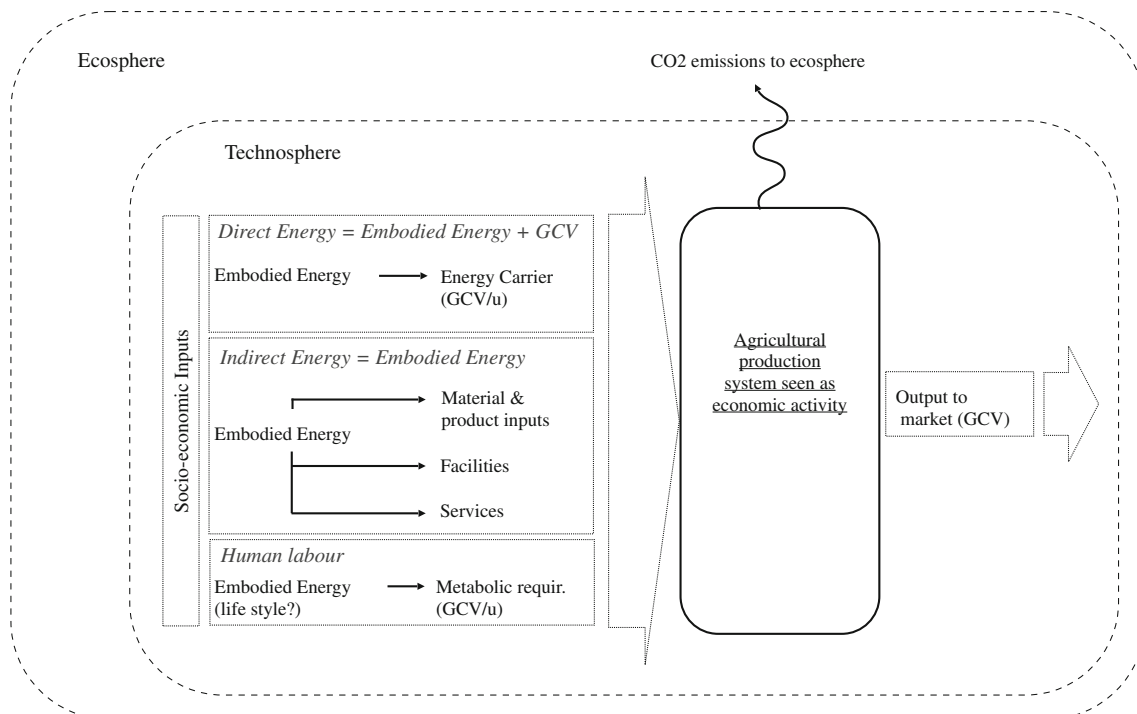 Ecosphere
CO2 emissions to ecosphere
Technosphere
Socio-economic Inputs
Direct Energy = Embodied Energy + GCV
Embodied Energy
Energy Carrier
(GCV/u)
Indirect Energy = Embodied Energy
Material &
product inputs
Embodied Energy
Facilities
Services
Human labour
Embodied Energy
(life style?)
Metabolic requir.
(GCV/u)
Agricultural
production
system seen as
economic activity
Output to
market (GCV)